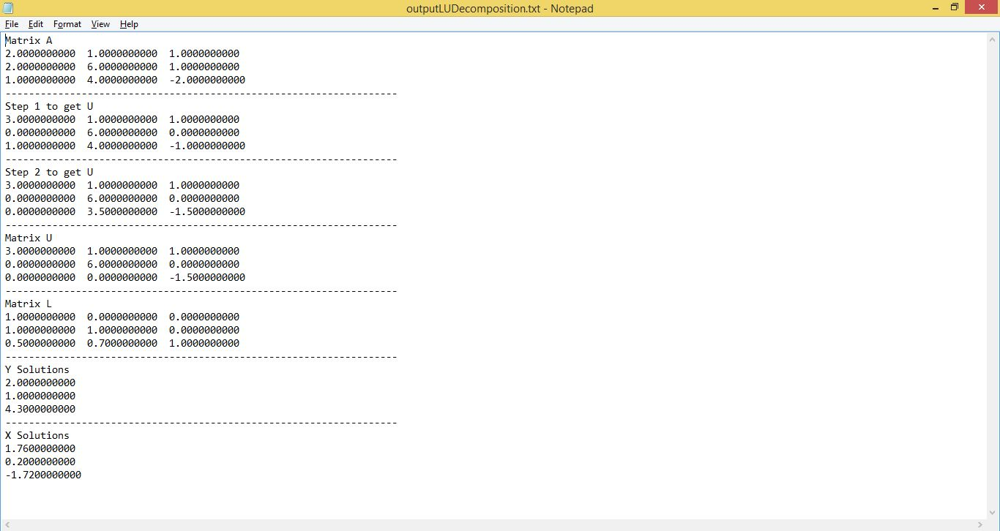 outputLUDecomposition.txt - Notepad
File Edit Format View Help
Matrix A
2.0000000000 1.0000000000 1.0000000000
2.0000000000 6.0000000000 1.0000000000
1.0000000000 4.0000000000 -2.0000000000
-------------------------------------------------------------------
Step 1 to get U
3.0000000000 1.0000000000 1.0000000000
0.0000000000 6.0000000000 0.0000000000
1.0000000000 4.0000000000 -1.0000000000
-------------------------------------------------------------------
Step 2 to get U
3.0000000000 1.0000000000 1.0000000000
0.0000000000 6.0000000000 0.0000000000
0.0000000000 3.5000000000 -1.5000000000
-------------------------------------------------------------------
Matrix U
3.0000000000 1.0000000000 1.0000000000
0.0000000000 6.0000000000 0.0000000000
0.0000000000 0.0000000000 -1.5000000000
-------------------------------------------------------------------
Matrix L
1.0000000000 0.0000000000 0.0000000000
1.0000000000 1.0000000000 0.0000000000
0.5000000000 0.7000000000 1.0000000000
-------------------------------------------------------------------
Y Solutions
2.0000000000
1.0000000000
4.3000000000
-------------------------------------------------------------------
X Solutions
1.7600000000
0.2000000000
-1.7200000000